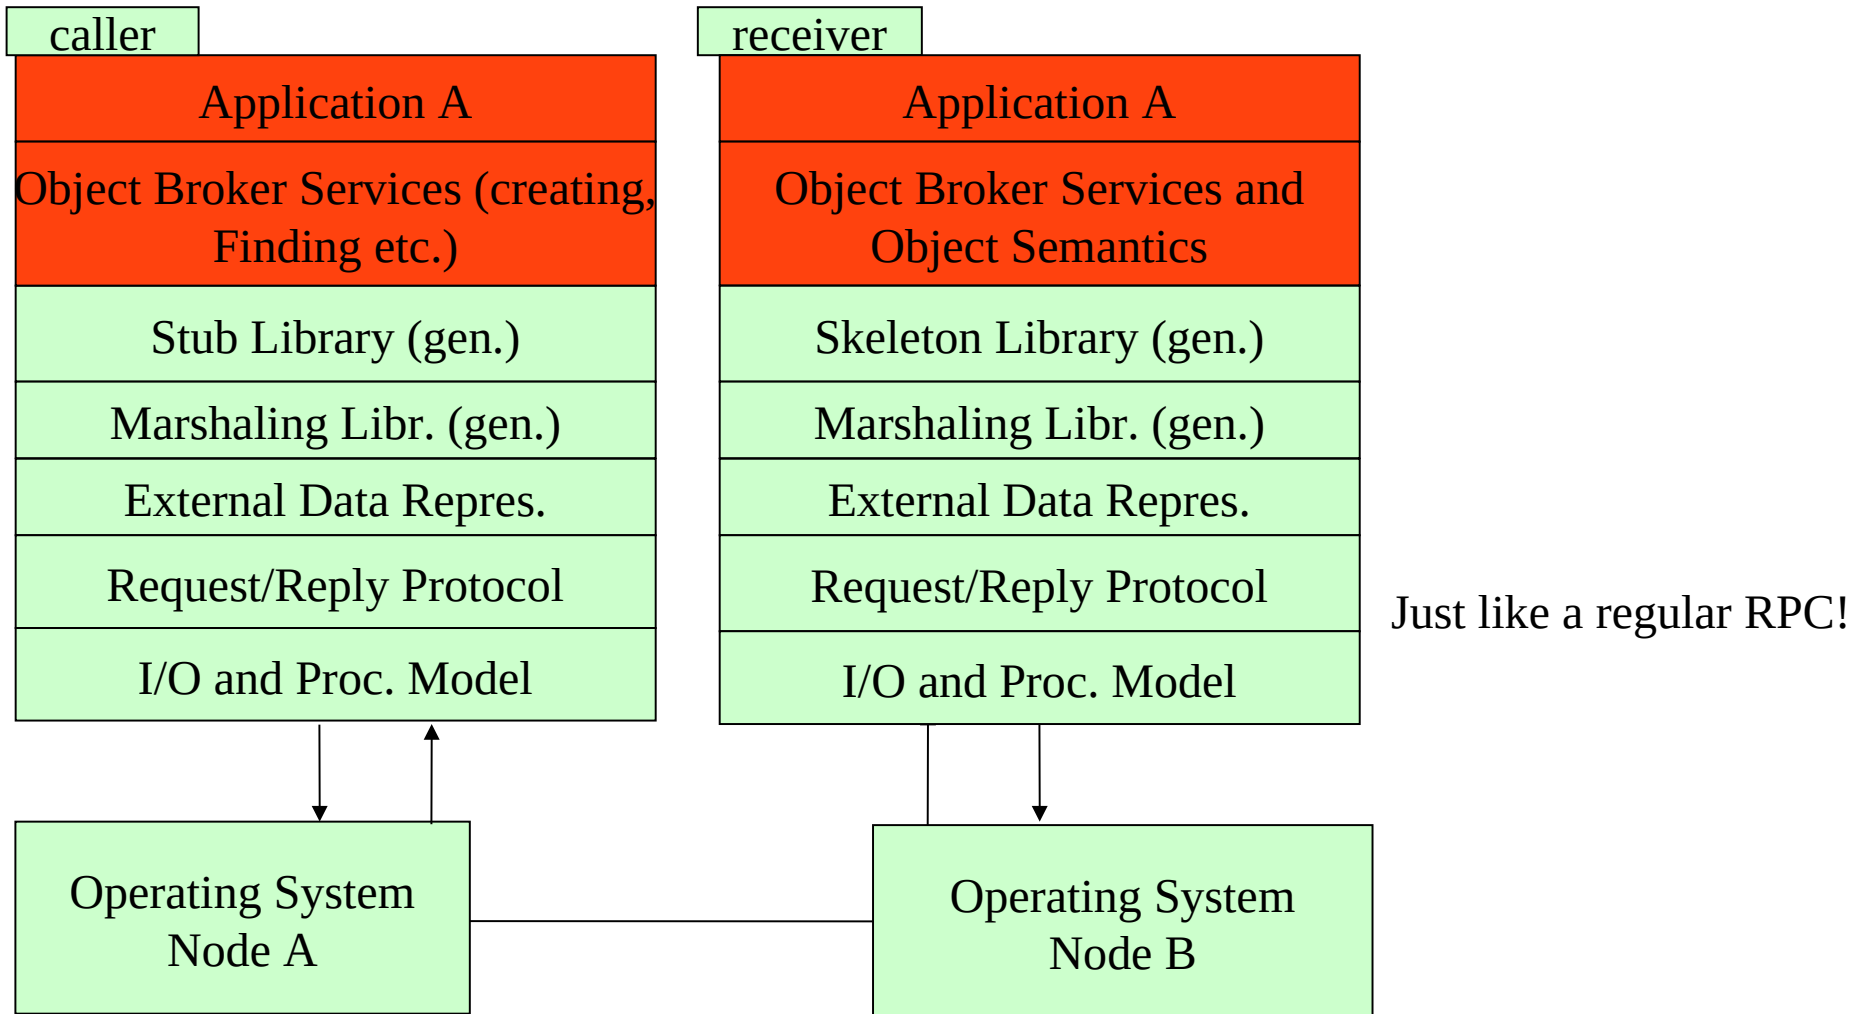 caller
Application A
Object Broker Services (creating,
Finding etc.)
Stub Library (gen.)
Marshaling Libr. (gen.)
External Data Repres.
Request/Reply Protocol
I/O and Proc. Model
Operating System
Node A
receiver
Application A
Object Broker Services and
Object Semantics
Skeleton Library (gen.)
Marshaling Libr. (gen.)
External Data Repres.
Request/Reply Protocol
I/O and Proc. Model
Operating System
Node B
Just like a regular RPC!